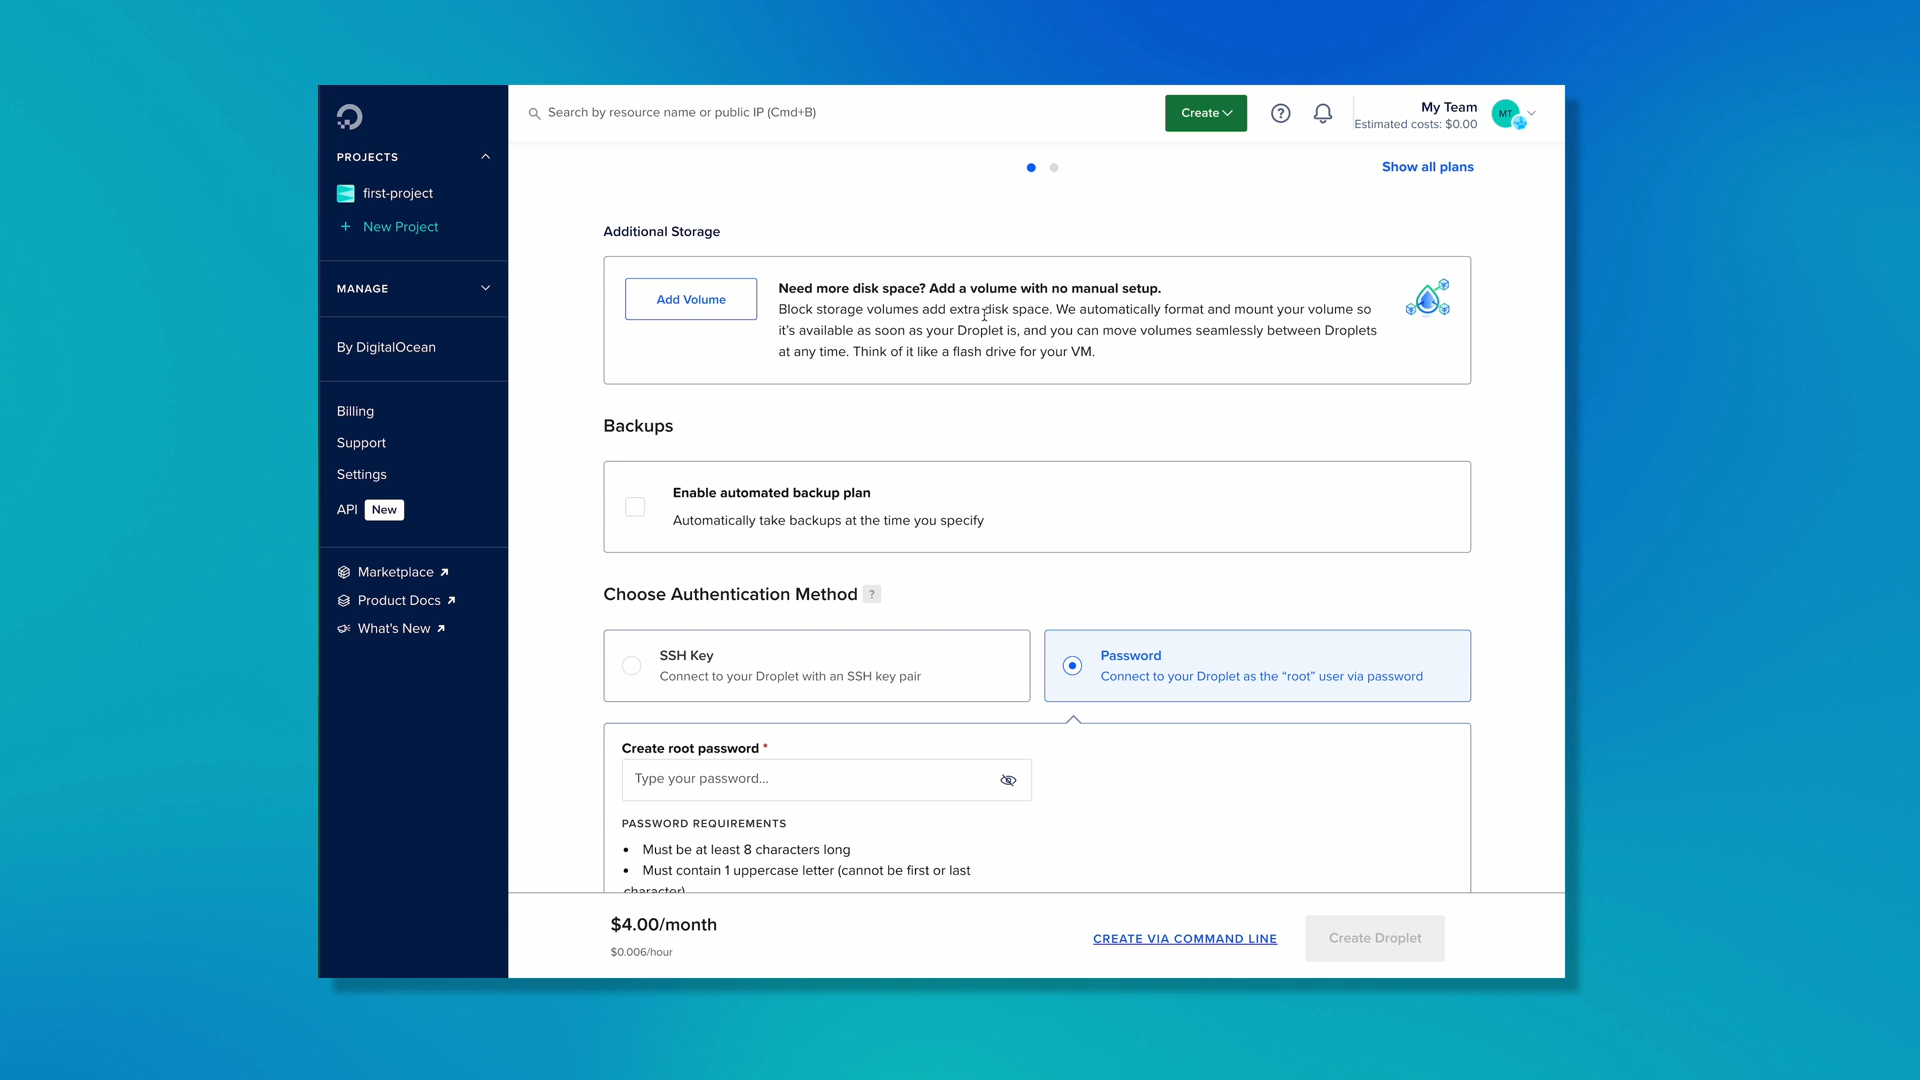 Search by resource name or public IP (Cmd+B)
Create
My Team
Estimated costs: $0.00
MT
PROJECTS
first-project
+ New Project
MANAGE
By DigitalOcean
Billing
Support
Settings
API New
Marketplace
Product Docs
What's New
Show all plans
Additional Storage
Add Volume
Need more disk space? Add a volume with no manual setup.
Block storage volumes add extra disk space. We automatically format and mount your volume so
it's available as soon as your Droplet is, and you can move volumes seamlessly between Droplets
at any time. Think of it like a flash drive for your VM.
Backups
Enable automated backup plan
Automatically take backups at the time you specify
Choose Authentication Method ?
SSH Key
Connect to your Droplet with an SSH key pair
Password
Connect to your Droplet as the “root” user via password
Create root password *
Type your password...
PASSWORD REQUIREMENTS
• Must be at least 8 characters long
• Must contain 1 uppercase letter (cannot be first or last
character)
$4.00/month
$0.006/hour
CREATE VIA COMMAND LINE
Create Droplet